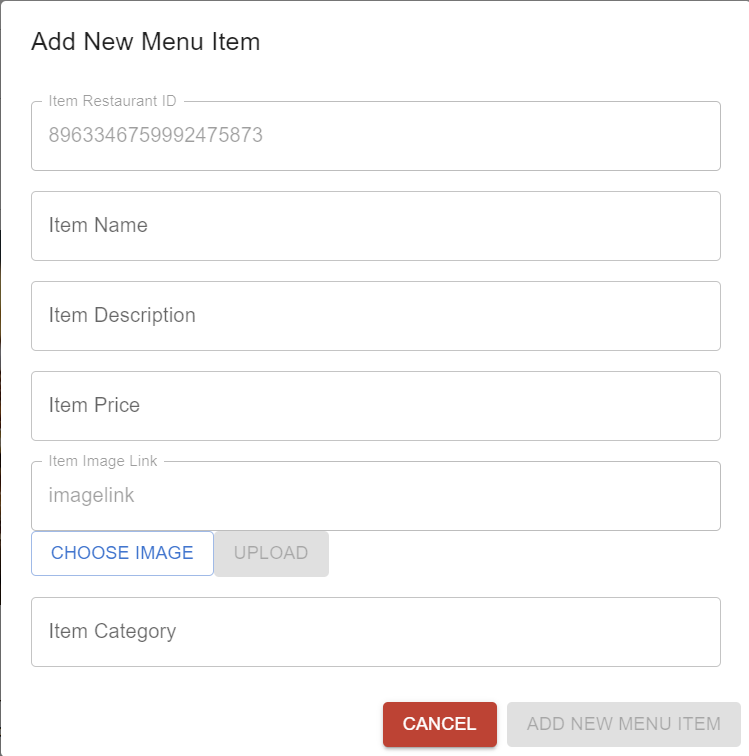 Add New Menu Item
Item Restaurant ID
8963346759992475873
Item Name
Item Description
Item Price
Item Image Link
imagelink
CHOOSE IMAGE UPLOAD
Item Category
CANCEL ADD NEW MENU ITEM